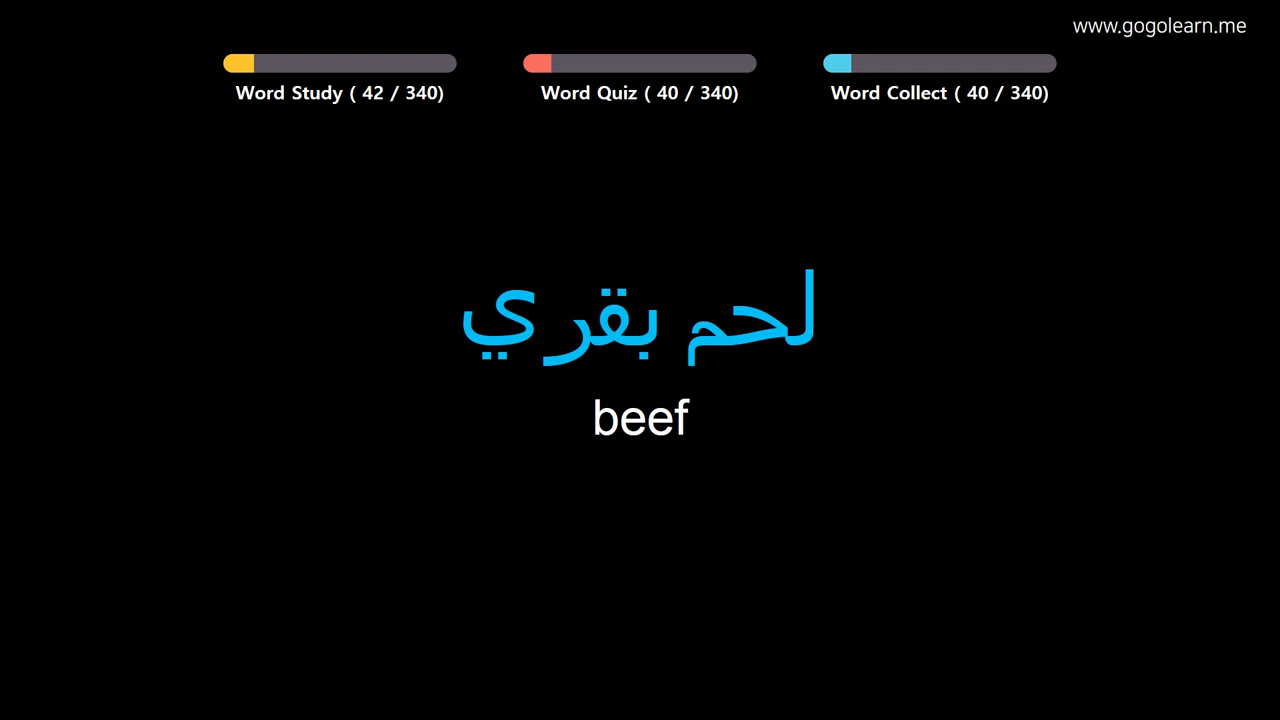 www.gogolearn.me
Word Study ( 42 / 340)
Word Quiz ( 40 / 340)
Word Collect ( 40 / 340)
لحم بقري
beef